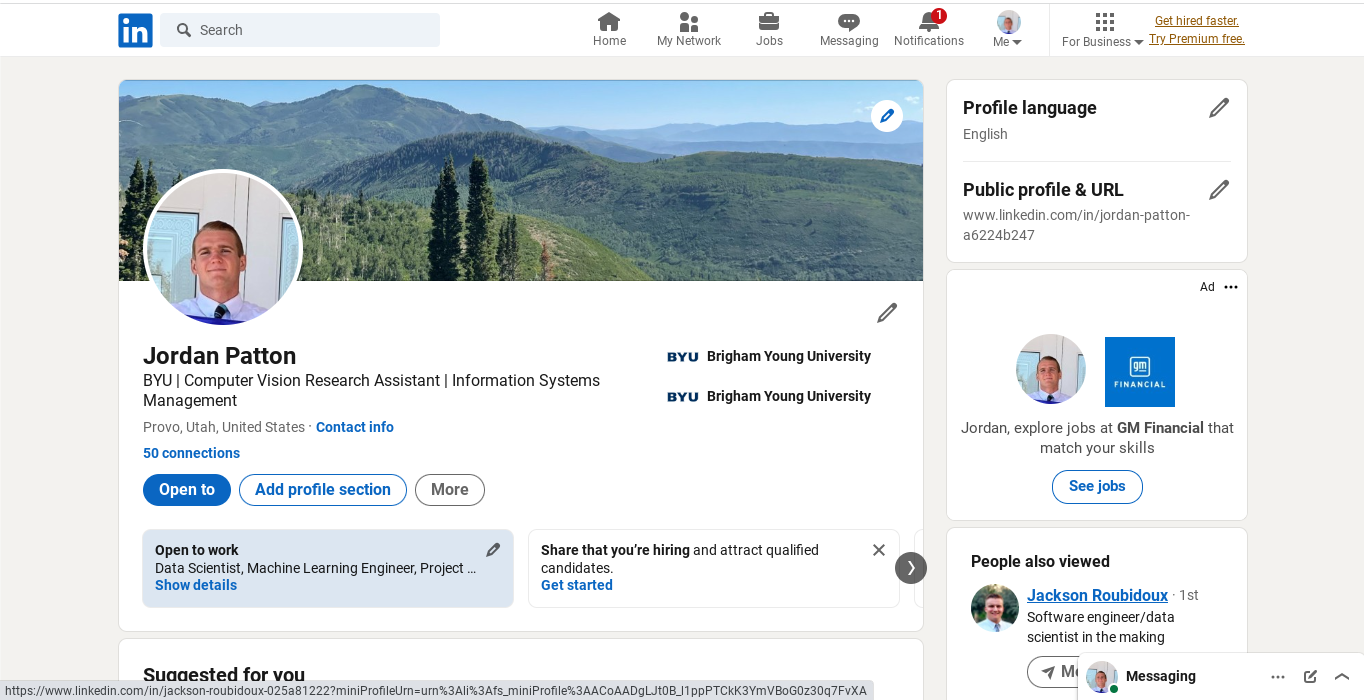 in
Search
Home
My Network
Jobs
Messaging
1
Notifications
Me
For Business
Get hired faster.
Try Premium free.
Jordan Patton
BYU | Computer Vision Research Assistant | Information Systems
Management
Provo, Utah, United States · Contact info
50 connections
BYU Brigham Young University
BYU Brigham Young University
Open to
Add profile section
More
Open to work
Data Scientist, Machine Learning Engineer, Project ...
Show details
Share that you're hiring and attract qualified
candidates.
Get started
Suggested for you
Profile language
English
Public profile & URL
www.linkedin.com/in/jordan-patton-
a6224b247
Ad
gm
FINANCIAL
Jordan, explore jobs at GM Financial that
match your skills
See jobs
People also viewed
Jackson Roubidoux · 1st
Software engineer/data
scientist in the making
Messaging
https://www.linkedin.com/in/jackson-roubidoux-025a81222?miniProfileUrn=urn%3Ali%3Afs_miniProfile%3AACoAADgLJt0B_l1ppPTCkK3YmVBoG0z30q7FvXA